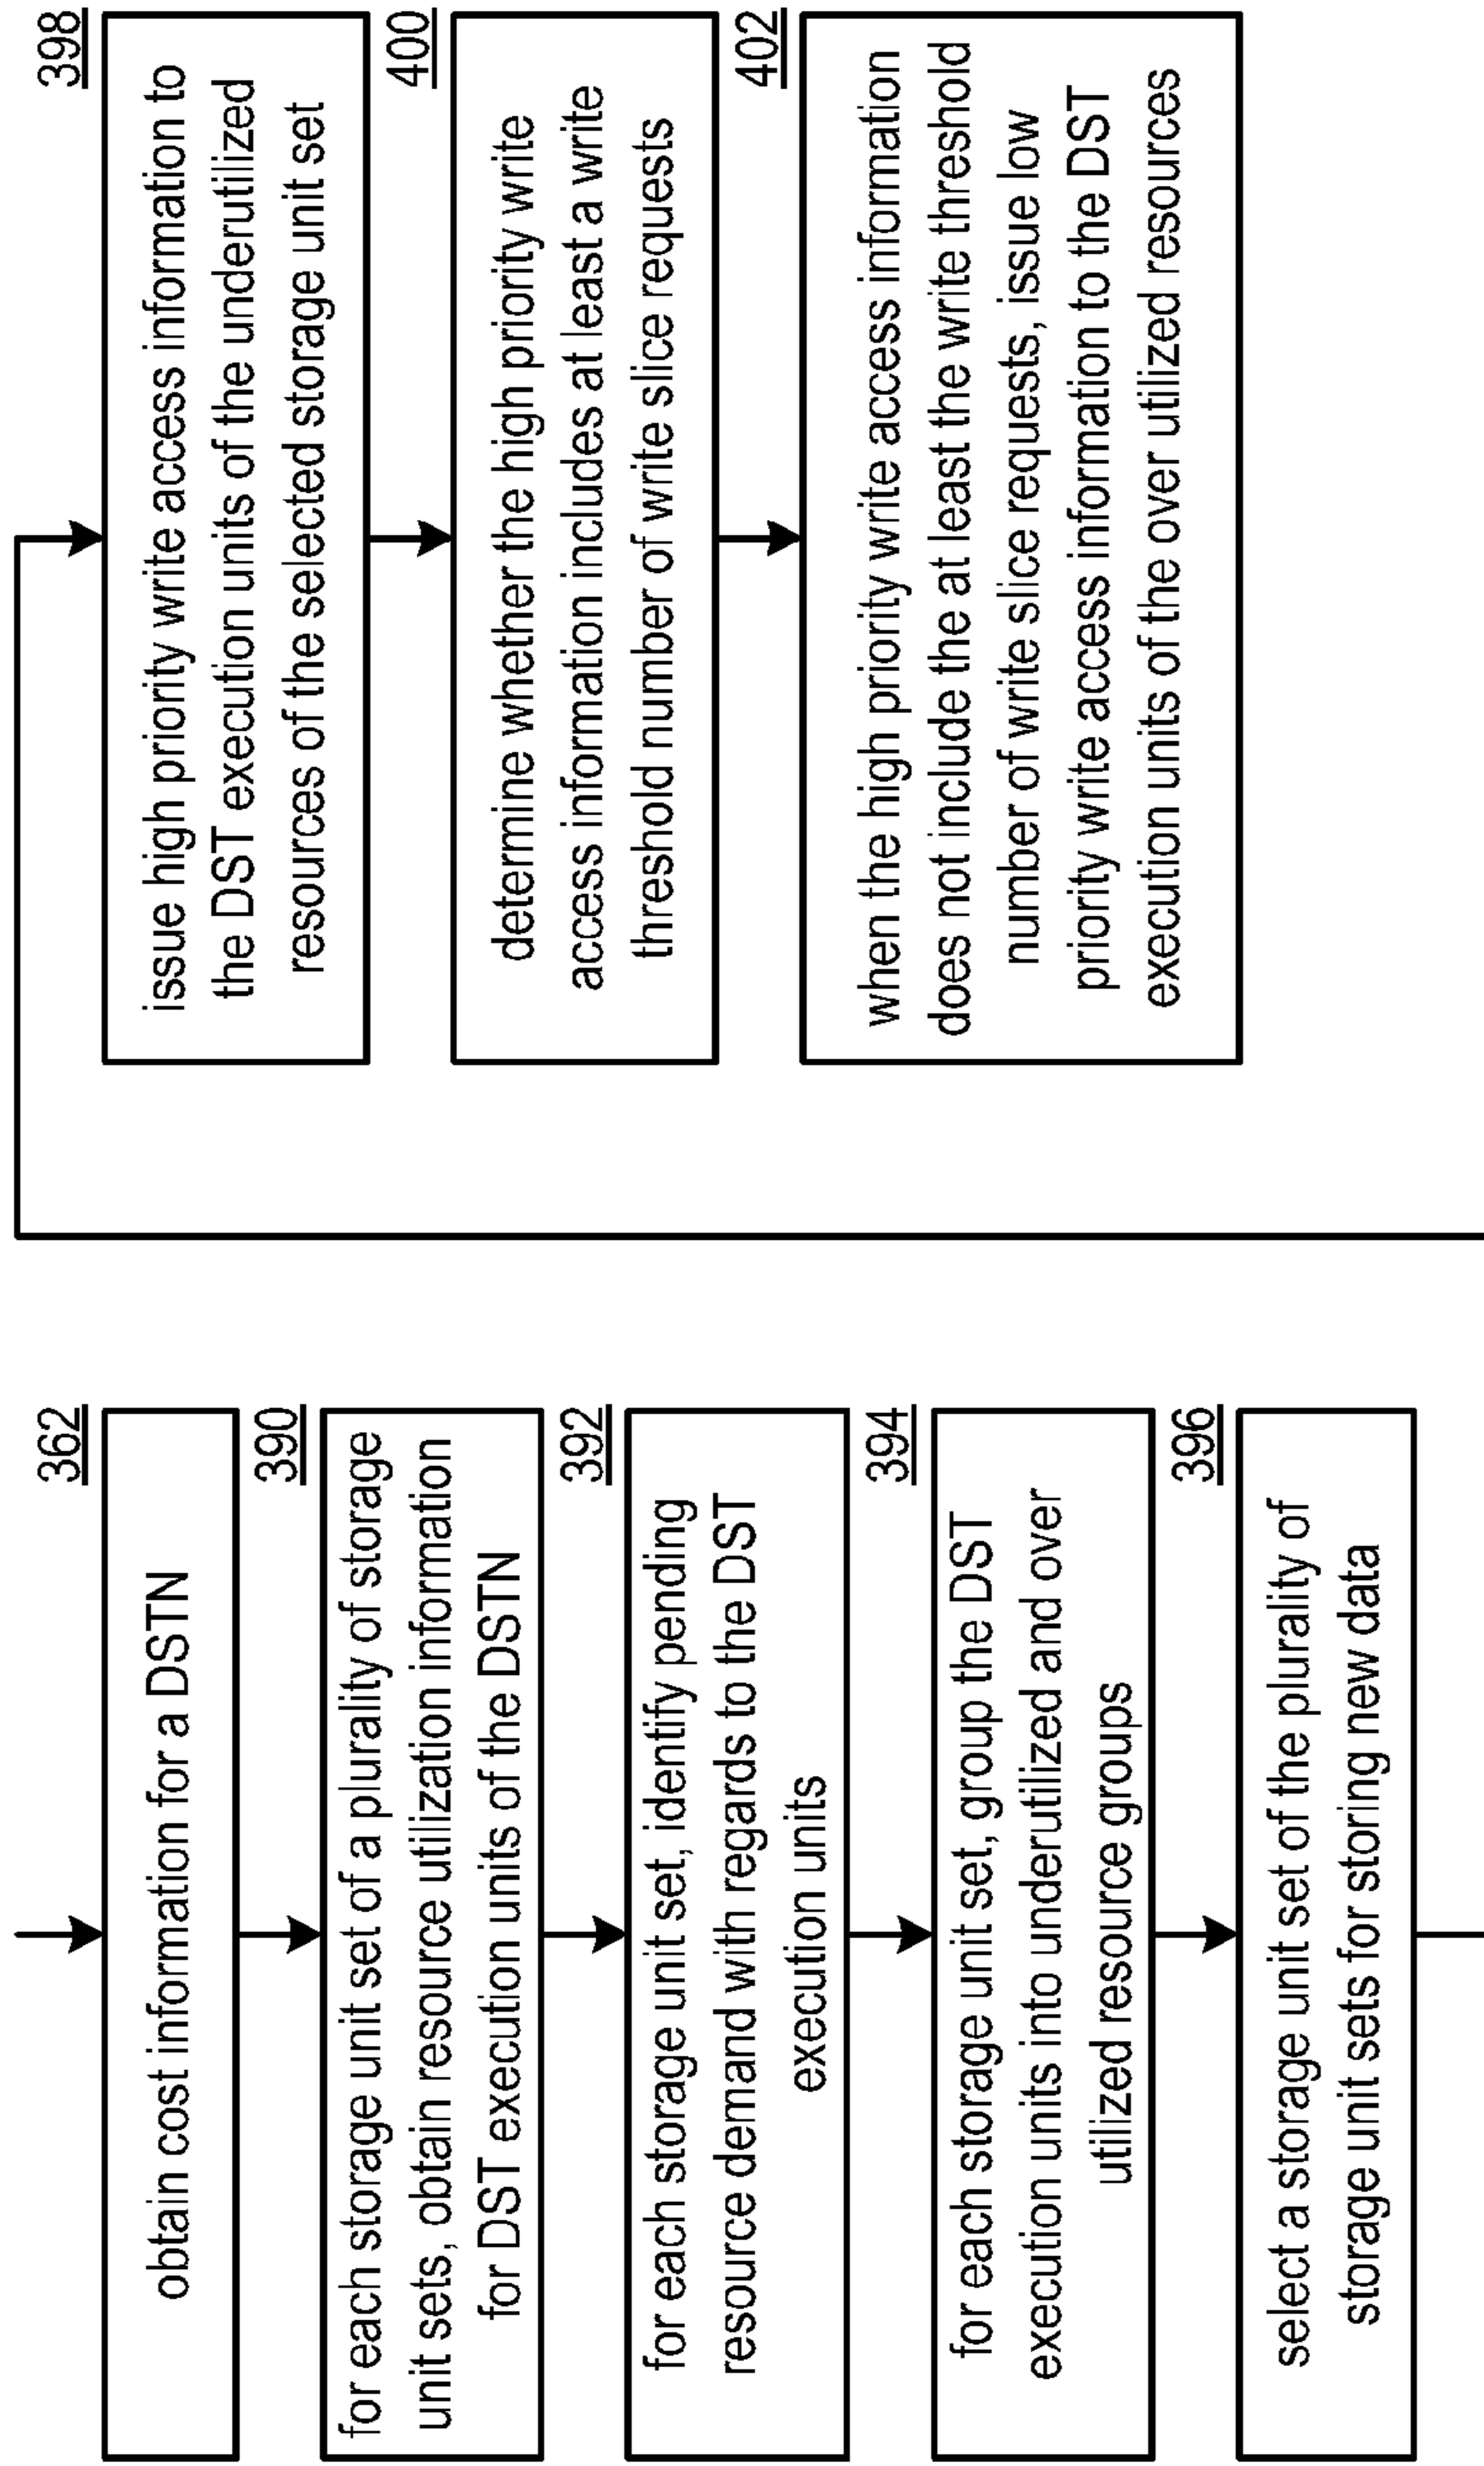 362
obtain cost information for a DSTN
390
for each storage unit set of a plurality of storage
unit sets, obtain resource utilization information
for DST execution units of the DSTN
392
for each storage unit set, identify pending
resource demand with regards to the DST
execution units
394
for each storage unit set, group the DST
execution units into underutilized and over
utilized resource groups
396
select a storage unit set of the plurality of
storage unit sets for storing new data
398
issue high priority write access information to
the DST execution units of the underutilized
resources of the selected storage unit set
400
determine whether the high priority write
access information includes at least a write
threshold number of write slice requests
402
when the high priority write access information
does not include the at least the write threshold
number of write slice requests, issue low
priority write access information to the DST
execution units of the over utilized resources